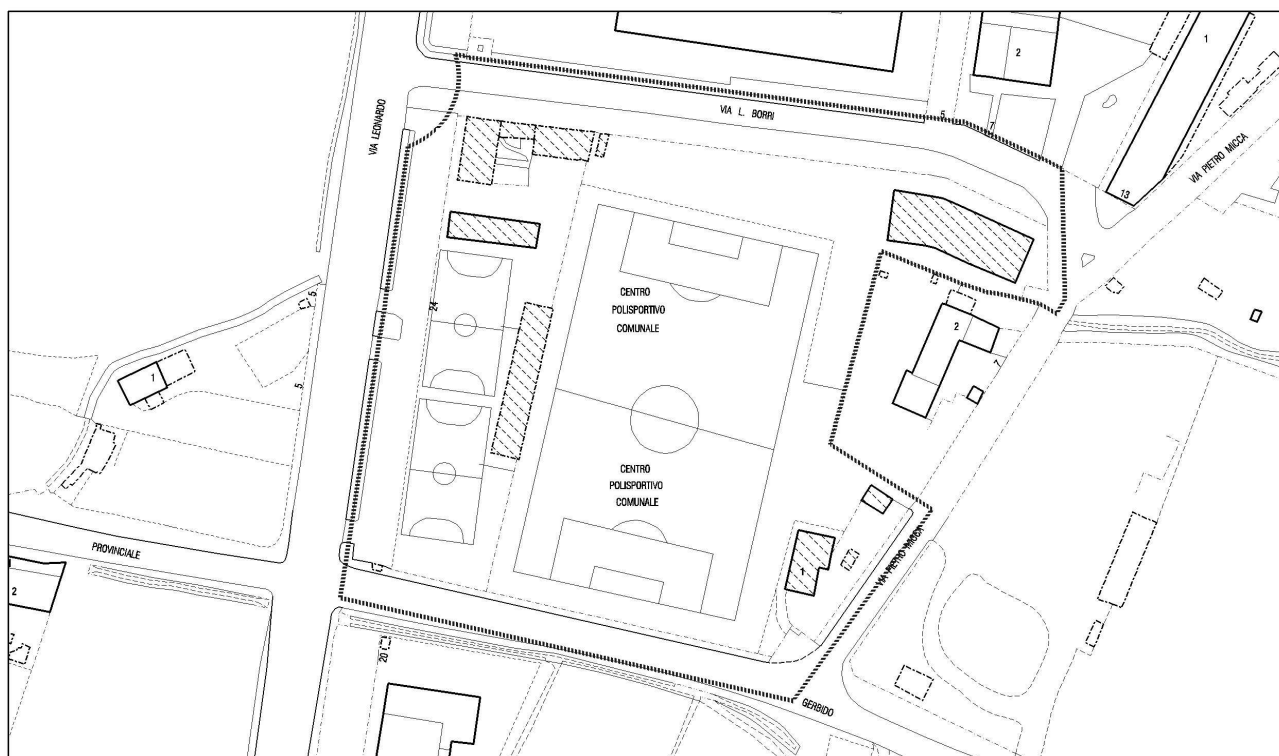 1
2
VIA L. BORRI
5
7
VIA LEONARDO
VIA PIETRO MICCA
13
CENTRO
POLISPORTIVO
COMUNALE
5
24
2
7
1
5
CENTRO
POLISPORTIVO
COMUNALE
PROVINCIALE
VIA PIETRO MICCA
1
2
20
GERBIDO